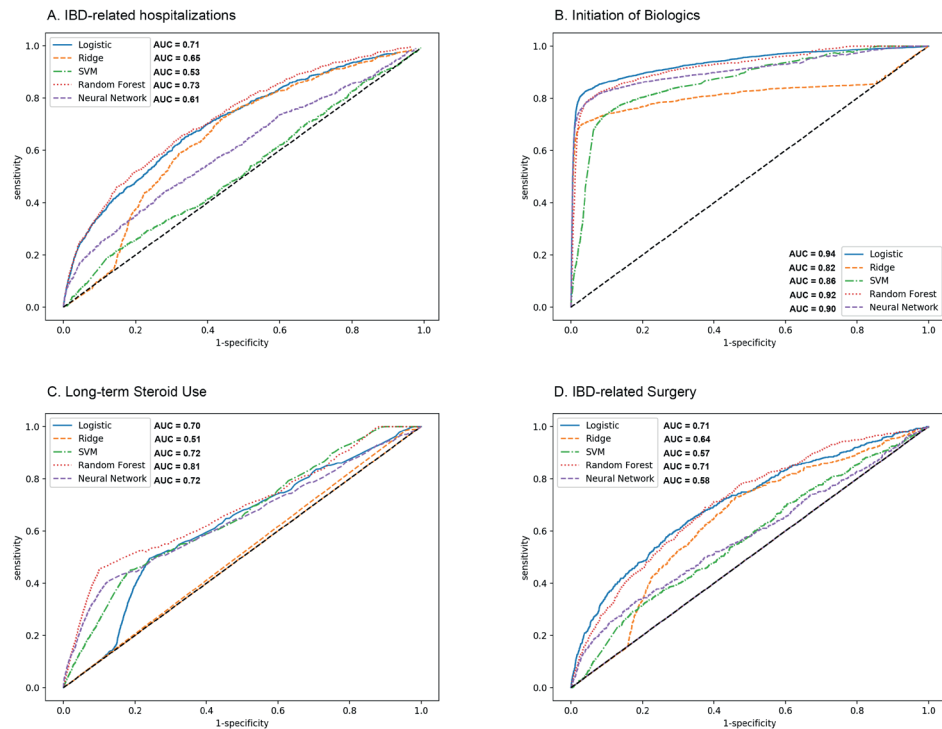 A. IBD-related hospitalizations
1.0
0.8
0.6
0.4
0.2
0.0
sensitivity
Logistic AUC = 0.71
Ridge AUC = 0.65
SVM AUC = 0.53
Random Forest AUC = 0.73
Neural Network AUC = 0.61
0.0 0.2 0.4 0.6 0.8 1.0
1-specificity
B. Initiation of Biologics
1.0
0.8
0.6
0.4
0.2
0.0
sensitivity
AUC = 0.94 Logistic
AUC = 0.82 Ridge
AUC = 0.86 SVM
AUC = 0.92 Random Forest
AUC = 0.90 Neural Network
0.0 0.2 0.4 0.6 0.8 1.0
1-specificity
C. Long-term Steroid Use
1.0
0.8
0.6
0.4
0.2
0.0
sensitivity
Logistic AUC = 0.70
Ridge AUC = 0.51
SVM AUC = 0.72
Random Forest AUC = 0.81
Neural Network AUC = 0.72
0.0 0.2 0.4 0.6 0.8 1.0
1-specificity
D. IBD-related Surgery
1.0
0.8
0.6
0.4
0.2
0.0
sensitivity
Logistic AUC = 0.71
Ridge AUC = 0.64
SVM AUC = 0.57
Random Forest AUC = 0.71
Neural Network AUC = 0.58
0.0 0.2 0.4 0.6 0.8 1.0
1-specificity